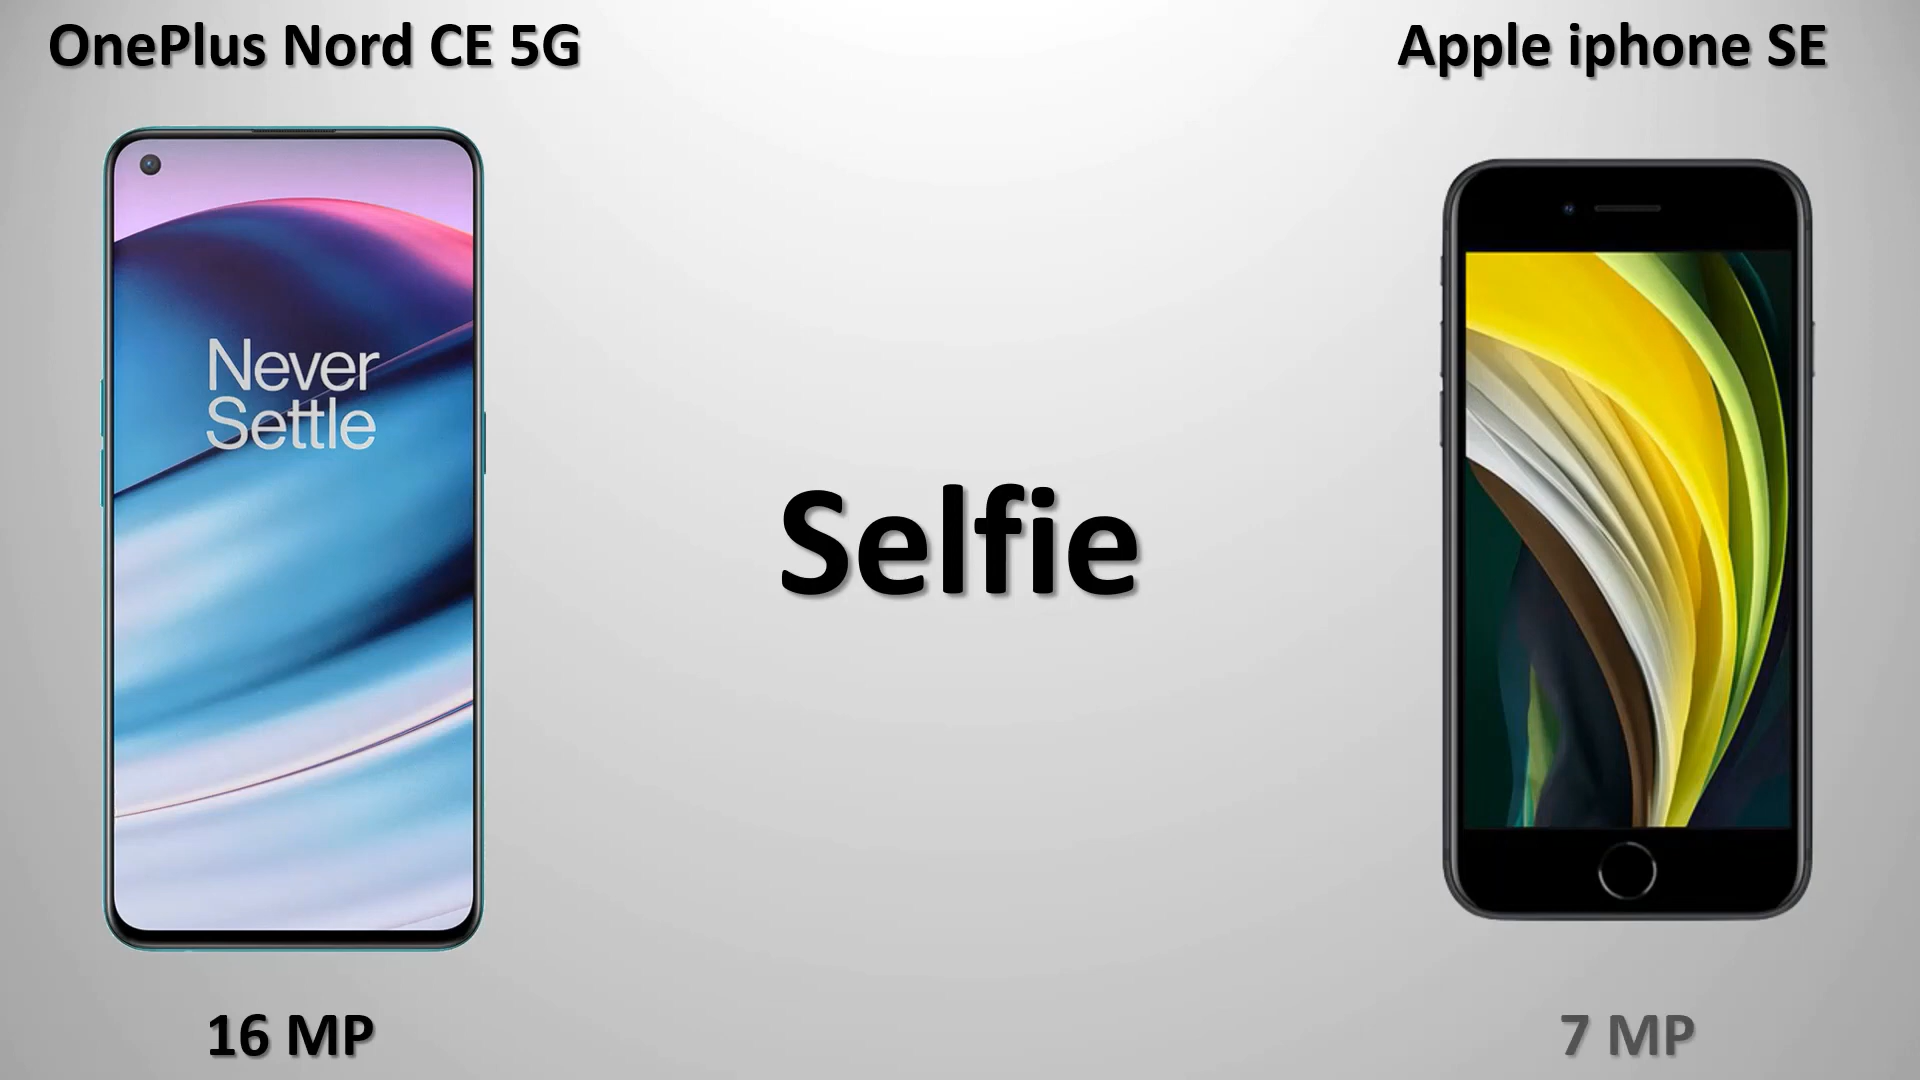 OnePlus Nord CE 5G
Apple iphone SE
Never
Settle
Selfie
16 MP
7 MP